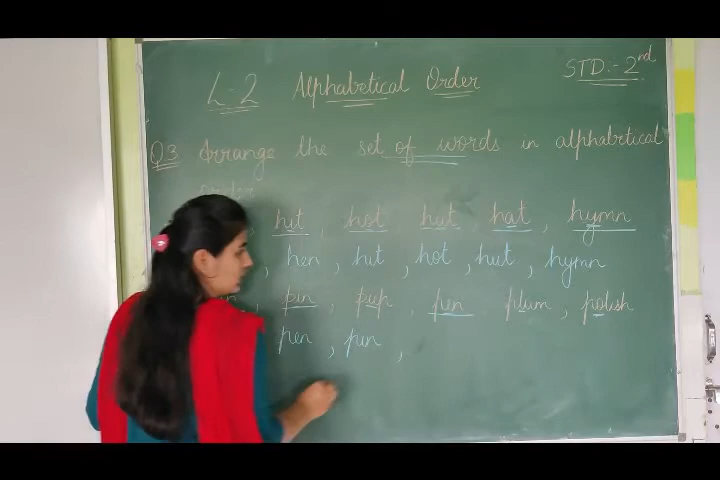 L-2 Alphabetical Order STD:- 2nd
Q3 Arrange the set of words in alphabetical
order
hit, hot, hut, hat, hymn
, hen, hit, hot, hut, hymn
, pin, pup, pen, plum, polish
pen, pin,